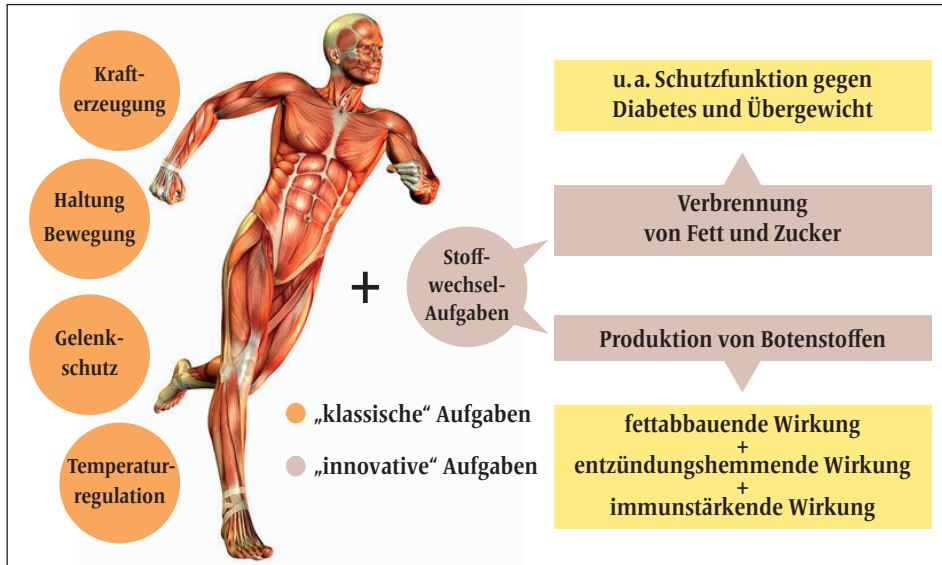 Kraft-
erzeugung
Haltung
Bewegung
Gelenk-
schutz
Temperatur-
regulation
+
Stoff-
wechsel-
Aufgaben
„klassische“ Aufgaben
„innovative“ Aufgaben
u.a. Schutzfunktion gegen
Diabetes und Übergewicht
Verbrennung
von Fett und Zucker
Produktion von Botenstoffen
fettabbauende Wirkung
+
entzündungshemmende Wirkung
+
immunstärkende Wirkung